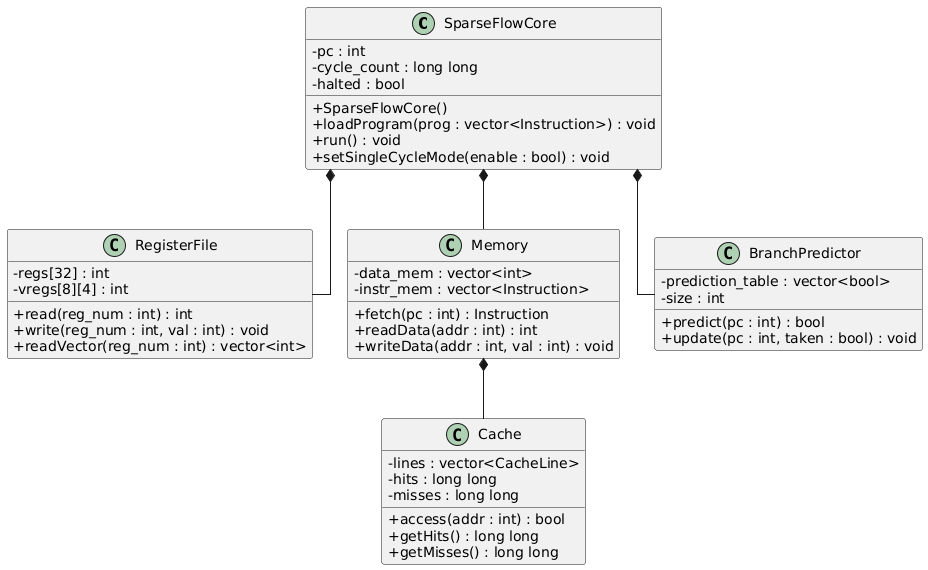 C SparseFlowCore
-pc : int
-cycle_count : long long
-halted : bool
+SparseFlowCore()
+loadProgram(prog : vector<Instruction>) : void
+run() : void
+setSingleCycleMode(enable : bool) : void
C RegisterFile
-regs[32] : int
-vregs[8][4] : int
+read(reg_num : int) : int
+write(reg_num : int, val : int) : void
+readVector(reg_num : int) : vector<int>
C Memory
-data_mem : vector<int>
-instr_mem : vector<Instruction>
+fetch(pc : int) : Instruction
+readData(addr : int) : int
+writeData(addr : int, val : int) : void
C BranchPredictor
-prediction_table : vector<bool>
-size : int
+predict(pc : int) : bool
+update(pc : int, taken : bool) : void
C Cache
-lines : vector<CacheLine>
-hits : long long
-misses : long long
+access(addr : int) : bool
+getHits() : long long
+getMisses() : long long